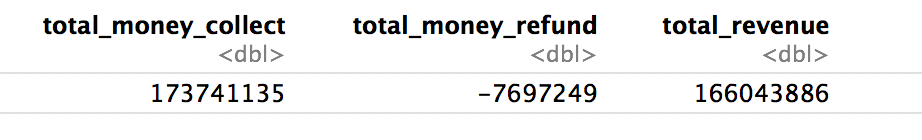 total_money_collect total_money_refund total_revenue
<dbl> <dbl> <dbl>
173741135 -7697249 166043886